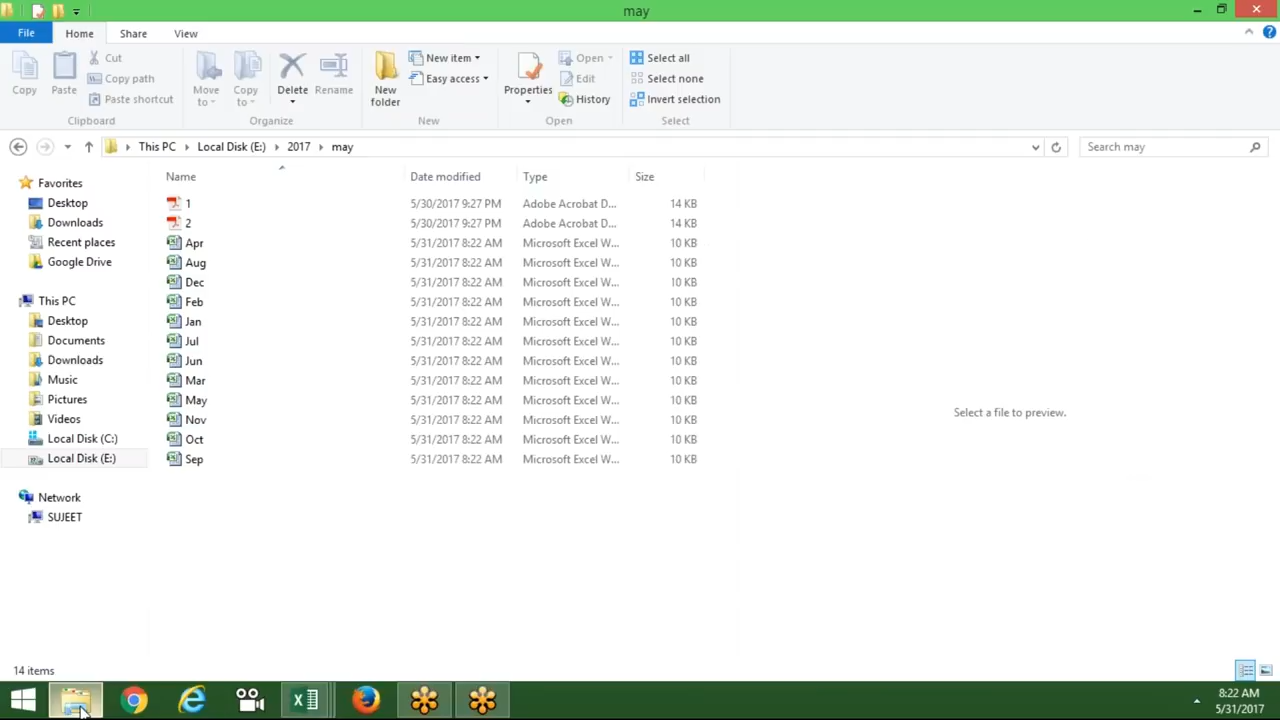 may
File Home Share View
Copy
Paste
Cut
Copy path
Paste shortcut
Clipboard
Move to
Copy to
Delete
Rename
Organize
New folder
New item
Easy access
New
Properties
Open
Edit
History
Open
Select all
Select none
Invert selection
Select
This PC Local Disk (E:) 2017 may
Search may
Favorites
Desktop
Downloads
Recent places
Google Drive
This PC
Desktop
Documents
Downloads
Music
Pictures
Videos
Local Disk (C:)
Local Disk (E:)
Network
SUJEET
Name Date modified Type Size
1 5/30/2017 9:27 PM Adobe Acrobat D... 14 KB
2 5/30/2017 9:27 PM Adobe Acrobat D... 14 KB
Apr 5/31/2017 8:22 AM Microsoft Excel W... 10 KB
Aug 5/31/2017 8:22 AM Microsoft Excel W... 10 KB
Dec 5/31/2017 8:22 AM Microsoft Excel W... 10 KB
Feb 5/31/2017 8:22 AM Microsoft Excel W... 10 KB
Jan 5/31/2017 8:22 AM Microsoft Excel W... 10 KB
Jul 5/31/2017 8:22 AM Microsoft Excel W... 10 KB
Jun 5/31/2017 8:22 AM Microsoft Excel W... 10 KB
Mar 5/31/2017 8:22 AM Microsoft Excel W... 10 KB
May 5/31/2017 8:22 AM Microsoft Excel W... 10 KB
Nov 5/31/2017 8:22 AM Microsoft Excel W... 10 KB
Oct 5/31/2017 8:22 AM Microsoft Excel W... 10 KB
Sep 5/31/2017 8:22 AM Microsoft Excel W... 10 KB
Select a file to preview.
14 items
8:22 AM
5/31/2017